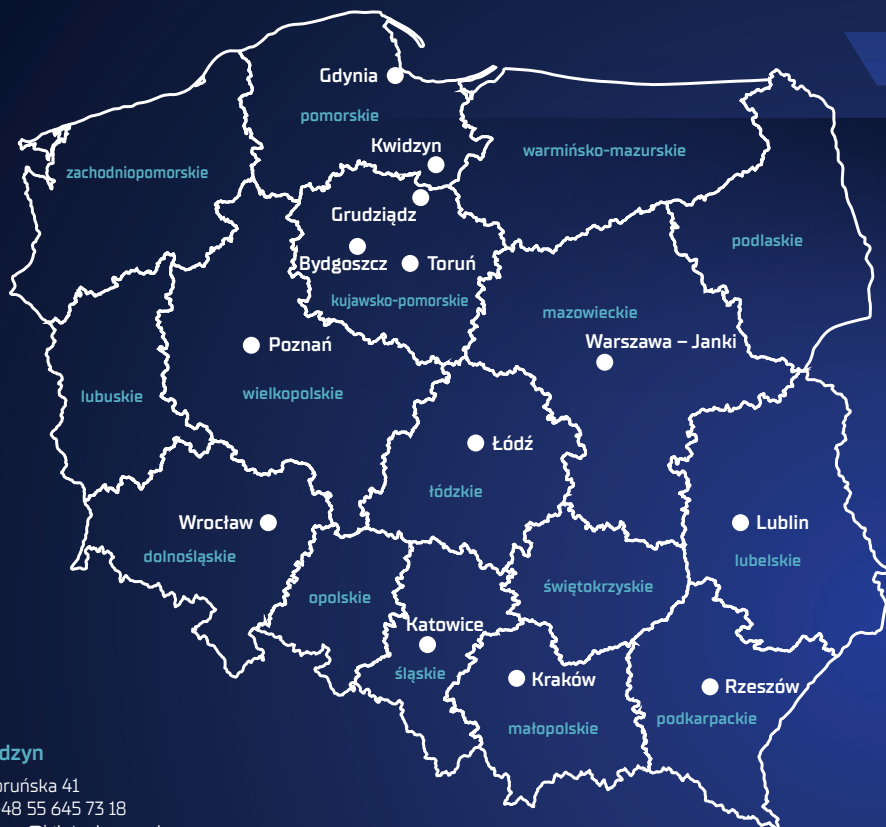 Gdynia
pomorskie
Kwidzyn
warmińsko-mazurskie
zachodniopomorskie
Grudziądz
podlaskie
Bydgoszcz
Toruń
kujawsko-pomorskie
mazowieckie
Warszawa – Janki
Poznań
lubuskie
wielkopolskie
Łódź
łódzkie
Wrocław
Lublin
dolnośląskie
lubelskie
opolskie
świętokrzyskie
Katowice
śląskie
Kraków
Rzeszów
podkarpackie
małopolskie
dzyn
oruńska 41
48 55 645 73 18